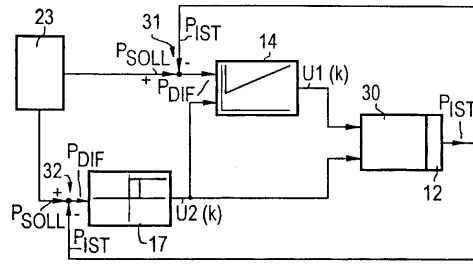 23
31
P_IST
14
P_SOLL
+
-
P_DIF
U1 (k)
30
P_IST
12
32
P_DIF
P_SOLL
+
-
P_IST
17
U2 (k)